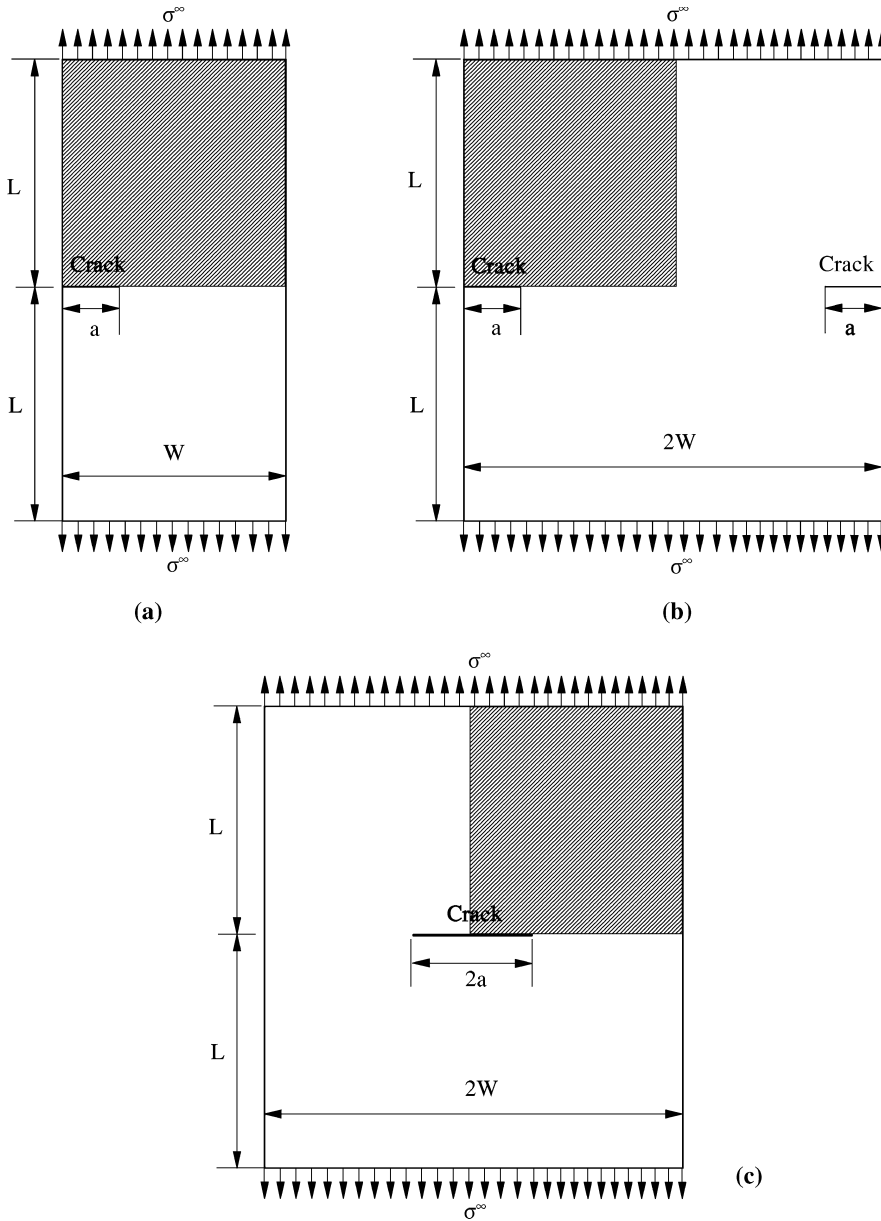 σ∞ σ∞
L L
Crack Crack Crack
a a a
L L
W 2W
σ∞ σ∞
(a) (b)
σ∞
L
Crack
2a
L
2W
(c)
σ∞